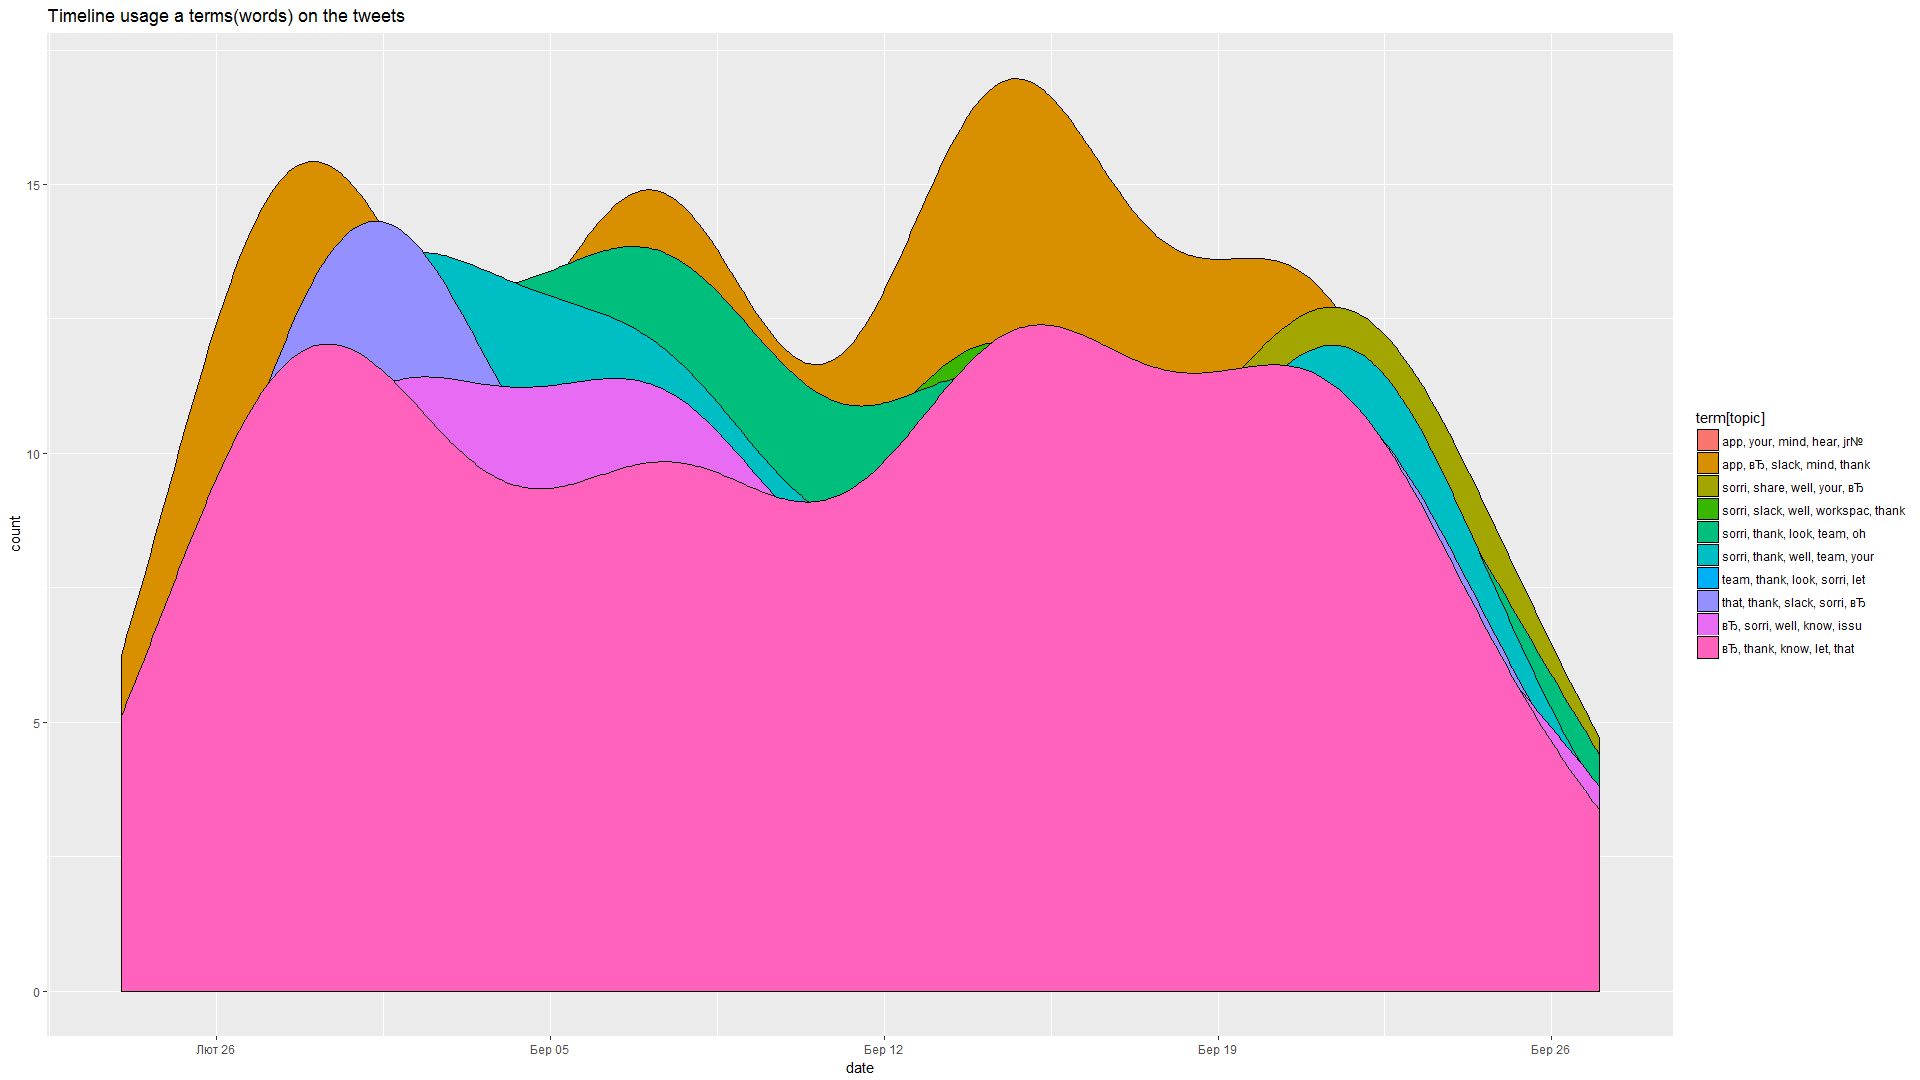 Timeline usage a terms(words) on the tweets
count
15
10
5
0
Лют 26
Бер 05
Бер 12
Бер 19
Бер 26
date
term[topic]
app, your, mind, hear, jr№
app, вЂ, slack, mind, thank
sorri, share, well, your, вЂ
sorri, slack, well, workspac, thank
sorri, thank, look, team, oh
sorri, thank, well, team, your
team, thank, look, sorri, let
that, thank, slack, sorri, вЂ
вЂ, sorri, well, know, issu
вЂ, thank, know, let, that